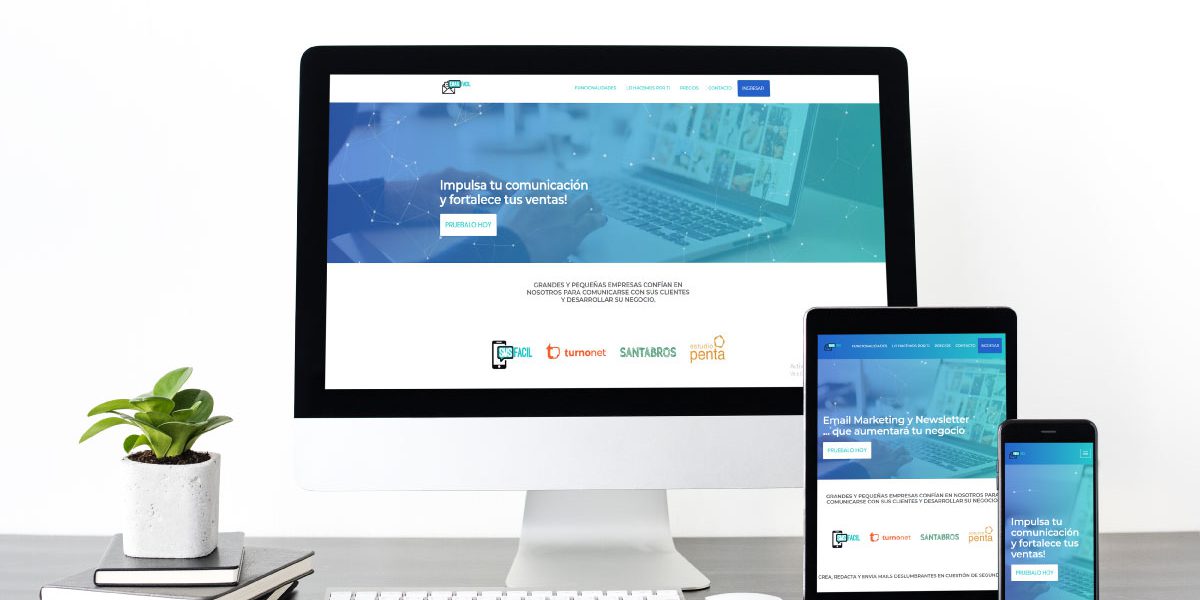 EMAIL FACIL
FUNCIONALIDADES LO HACEMOS POR TI PRECIOS CONTACTO INGRESAR
Impulsa tu comunicación
y fortalece tus ventas!
PRUEBALO HOY
GRANDES Y PEQUEÑAS EMPRESAS CONFÍAN EN
NOSOTROS PARA COMUNICARSE CON SUS CLIENTES
Y DESARROLLAR SU NEGOCIO.
SMS FACIL turnonet SANTABROS estudio penta
FUNCIONALIDADES LO HACEMOS POR TI PRECIOS CONTACTO INGRESAR
Email Marketing y Newsletter
... que aumentará tu negocio
PRUEBALO HOY
GRANDES Y PEQUEÑAS EMPRESAS CONFÍAN EN NOSOTROS PARA
COMUNICARSE CON SUS CLIENTES Y DESARROLLAR SU NEGOCIO
SMS FACIL turnonet SANTABROS penta
CREA, REDACTA Y ENVIA MAILS DESLUMBRANTES EN CUESTIÓN DE SEGUND
Impulsa tu
comunicación
y fortalece tus
ventas!
PRUEBALO HOY